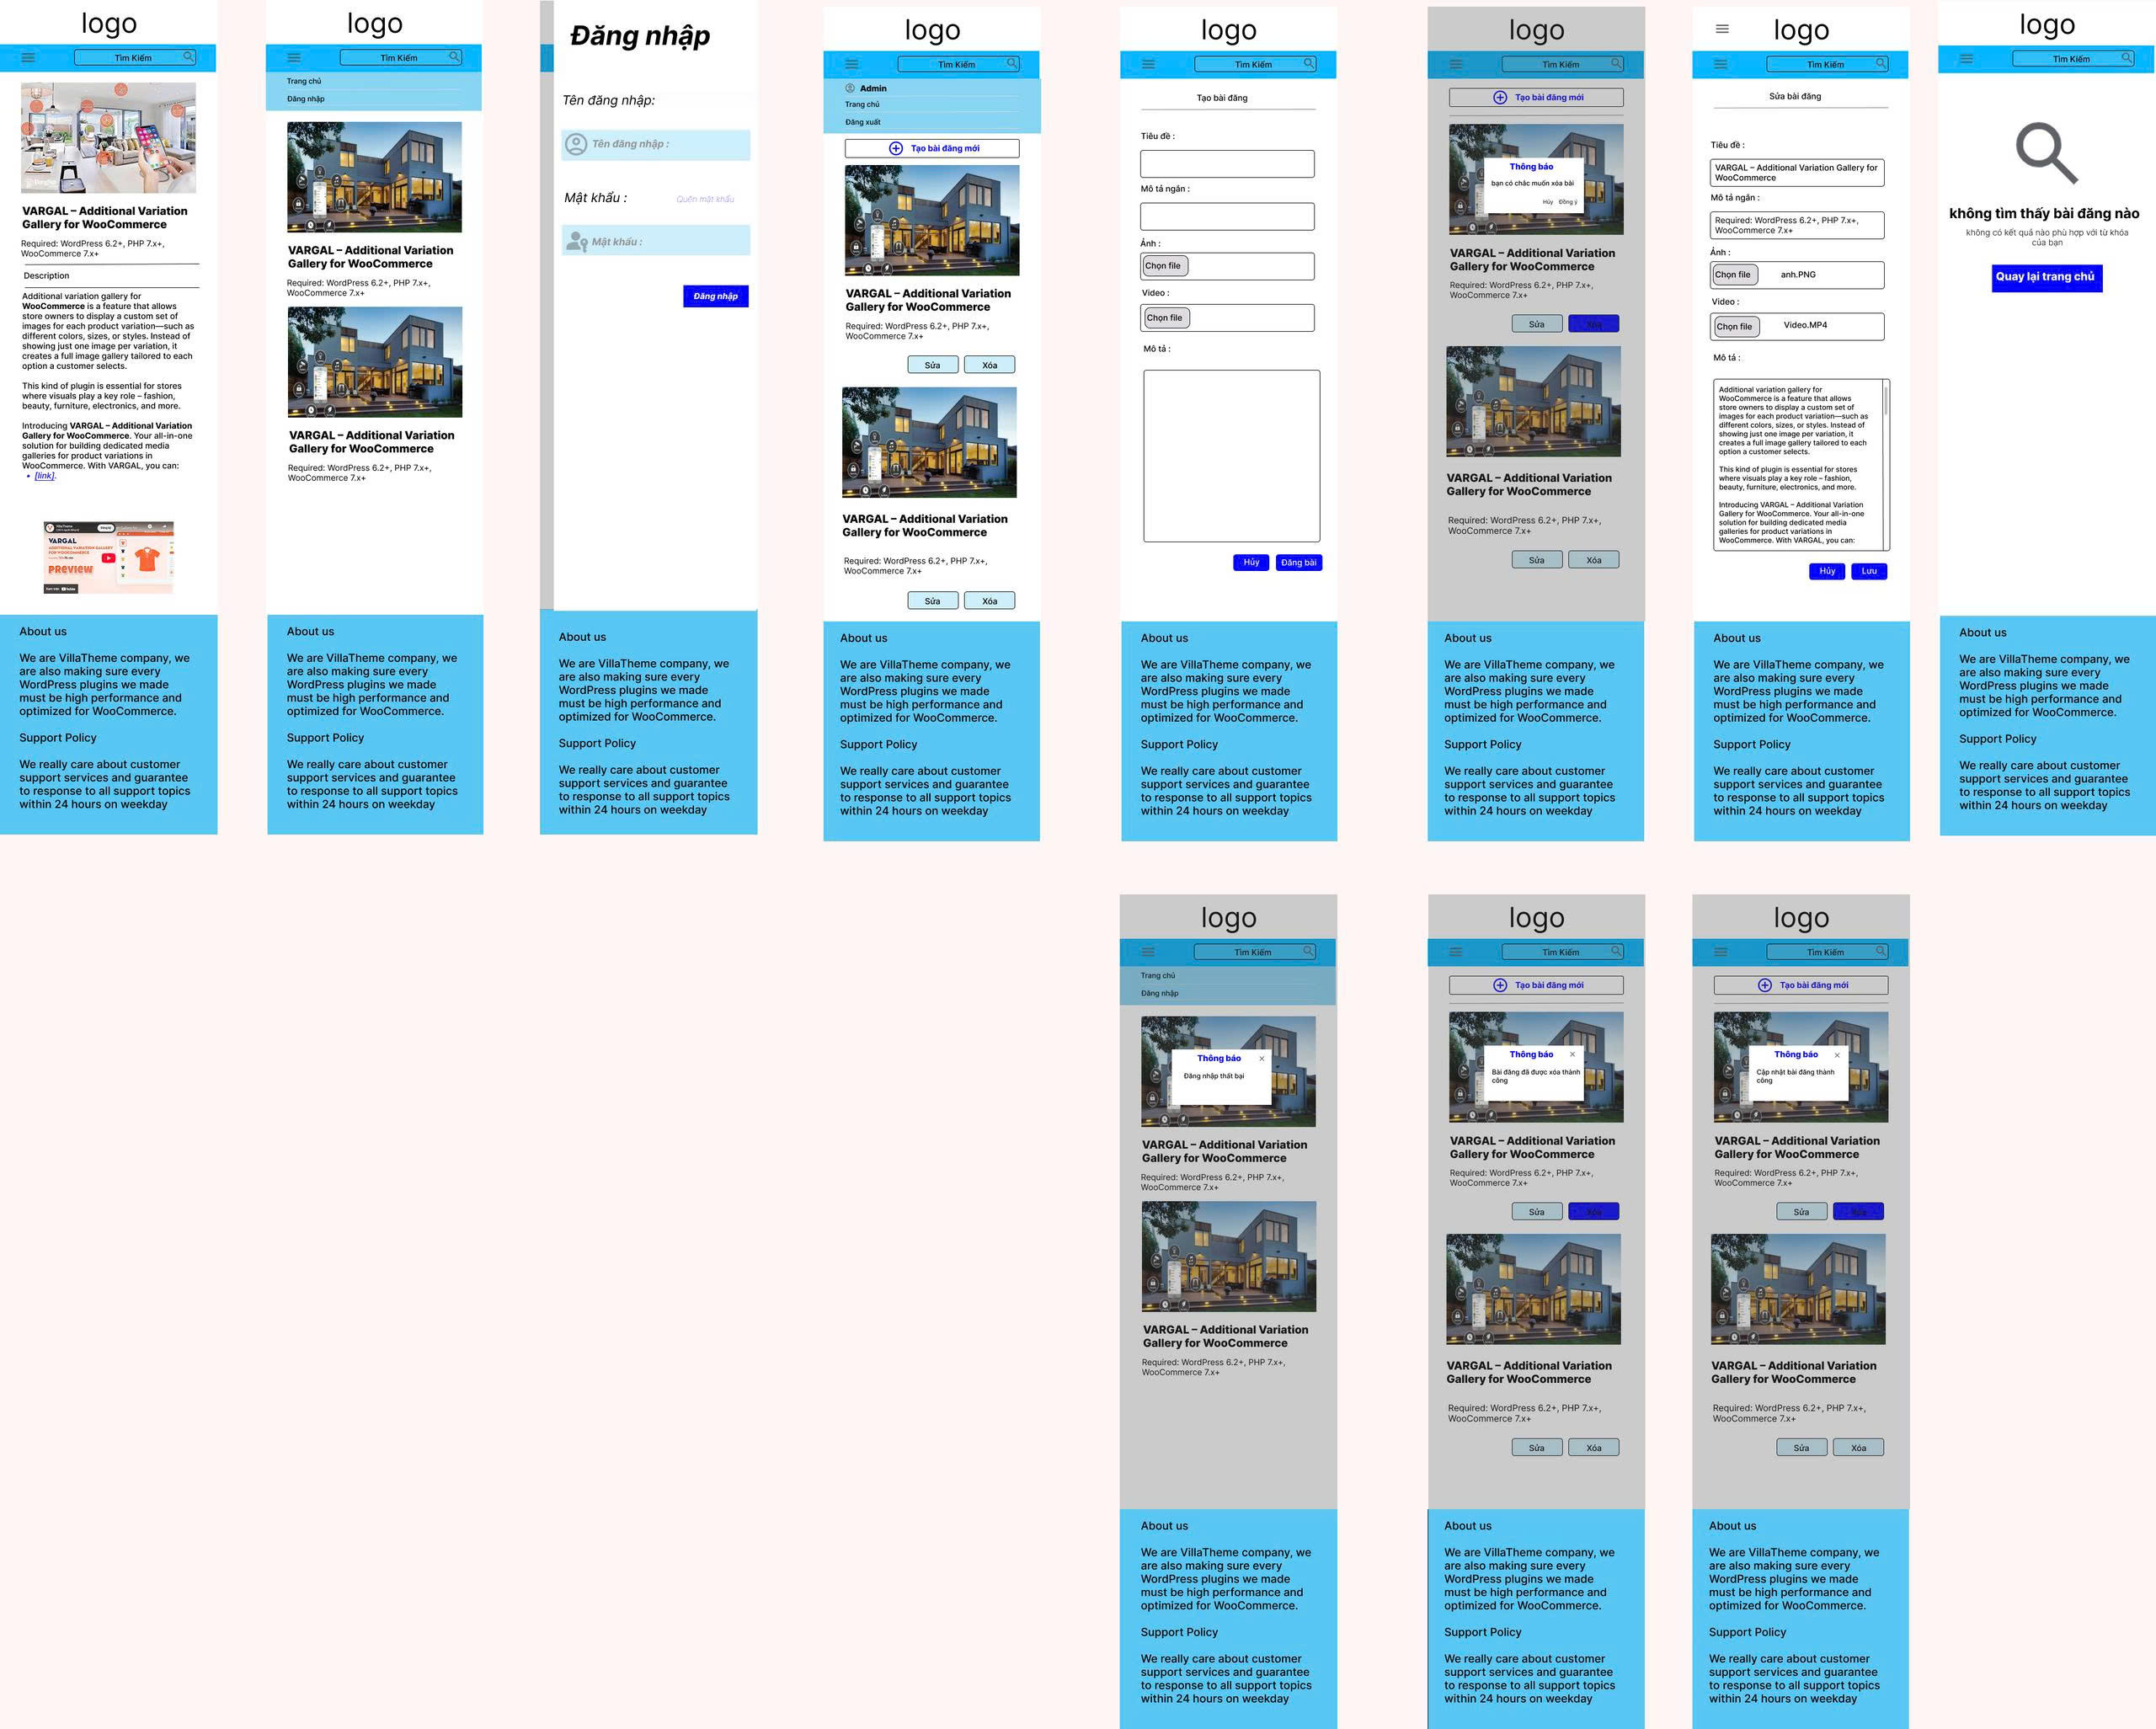 logo
Tìm Kiếm
VARGAL – Additional Variation
Gallery for WooCommerce
Required: WordPress 6.2+, PHP 7.x+,
WooCommerce 7.x+
Description
Additional variation gallery for
WooCommerce is a feature that allows
store owners to display a custom set of
images for each product variation—such as
different colors, sizes, or styles. Instead of
showing just one image per variation, it
creates a full image gallery tailored to each
option a customer selects.
This kind of plugin is essential for stores
where visuals play a key role – fashion,
beauty, furniture, electronics, and more.
Introducing VARGAL – Additional Variation
Gallery for WooCommerce. Your all-in-one
solution for building dedicated media
galleries for product variations in
WooCommerce. With VARGAL, you can:
• [link].
VARGAL
ADDITIONAL VARIATION GALLERY
FOR WOOCOMMERCE
PREVIEW
About us
We are VillaTheme company, we
are also making sure every
WordPress plugins we made
must be high performance and
optimized for WooCommerce.
Support Policy
We really care about customer
support services and guarantee
to response to all support topics
within 24 hours on weekday
logo
Tìm Kiếm
Trang chủ
Đăng nhập
VARGAL – Additional Variation
Gallery for WooCommerce
Required: WordPress 6.2+, PHP 7.x+,
WooCommerce 7.x+
VARGAL – Additional Variation
Gallery for WooCommerce
Required: WordPress 6.2+, PHP 7.x+,
WooCommerce 7.x+
About us
We are VillaTheme company, we
are also making sure every
WordPress plugins we made
must be high performance and
optimized for WooCommerce.
Support Policy
We really care about customer
support services and guarantee
to response to all support topics
within 24 hours on weekday
Đăng nhập
Tên đăng nhập:
Tên đăng nhập :
Mật khẩu :
Quên mật khẩu
Mật khẩu :
Đăng nhập
About us
We are VillaTheme company, we
are also making sure every
WordPress plugins we made
must be high performance and
optimized for WooCommerce.
Support Policy
We really care about customer
support services and guarantee
to response to all support topics
within 24 hours on weekday
logo
Tìm Kiếm
Admin
Trang chủ
Đăng xuất
Tạo bài đăng mới
VARGAL – Additional Variation
Gallery for WooCommerce
Required: WordPress 6.2+, PHP 7.x+,
WooCommerce 7.x+
Sửa
Xóa
VARGAL – Additional Variation
Gallery for WooCommerce
Required: WordPress 6.2+, PHP 7.x+,
WooCommerce 7.x+
Sửa
Xóa
About us
We are VillaTheme company, we
are also making sure every
WordPress plugins we made
must be high performance and
optimized for WooCommerce.
Support Policy
We really care about customer
support services and guarantee
to response to all support topics
within 24 hours on weekday
logo
Tìm Kiếm
Tạo bài đăng
Tiêu đề :
Mô tả ngắn :
Ảnh :
Chọn file
Video :
Chọn file
Mô tả :
Hủy
Đăng bài
About us
We are VillaTheme company, we
are also making sure every
WordPress plugins we made
must be high performance and
optimized for WooCommerce.
Support Policy
We really care about customer
support services and guarantee
to response to all support topics
within 24 hours on weekday
logo
Tìm Kiếm
Tạo bài đăng mới
Thông báo
bạn có chắc muốn xóa bài
Hủy Đồng ý
VARGAL – Additional Variation
Gallery for WooCommerce
Required: WordPress 6.2+, PHP 7.x+,
WooCommerce 7.x+
Sửa
Xóa
VARGAL – Additional Variation
Gallery for WooCommerce
Required: WordPress 6.2+, PHP 7.x+,
WooCommerce 7.x+
Sửa
Xóa
About us
We are VillaTheme company, we
are also making sure every
WordPress plugins we made
must be high performance and
optimized for WooCommerce.
Support Policy
We really care about customer
support services and guarantee
to response to all support topics
within 24 hours on weekday
logo
Tìm Kiếm
Sửa bài đăng
Tiêu đề :
VARGAL – Additional Variation Gallery for
WooCommerce
Mô tả ngắn :
Required: WordPress 6.2+, PHP 7.x+,
WooCommerce 7.x+
Ảnh :
Chọn file
anh.PNG
Video :
Chọn file
Video.MP4
Mô tả :
Additional variation gallery for
WooCommerce is a feature that allows
store owners to display a custom set of
images for each product variation—such as
different colors, sizes, or styles. Instead of
showing just one image per variation, it
creates a full image gallery tailored to each
option a customer selects.
This kind of plugin is essential for stores
where visuals play a key role – fashion,
beauty, furniture, electronics, and more.
Introducing VARGAL – Additional Variation
Gallery for WooCommerce. Your all-in-one
solution for building dedicated media
galleries for product variations in
WooCommerce. With VARGAL, you can:
Hủy
Lưu
About us
We are VillaTheme company, we
are also making sure every
WordPress plugins we made
must be high performance and
optimized for WooCommerce.
Support Policy
We really care about customer
support services and guarantee
to response to all support topics
within 24 hours on weekday
logo
Tìm Kiếm
không tìm thấy bài đăng nào
không có kết quả nào phù hợp với từ khóa
của bạn
Quay lại trang chủ
About us
We are VillaTheme company, we
are also making sure every
WordPress plugins we made
must be high performance and
optimized for WooCommerce.
Support Policy
We really care about customer
support services and guarantee
to response to all support topics
within 24 hours on weekday
logo
Tìm Kiếm
Trang chủ
Đăng nhập
Thông báo
Đăng nhập thất bại
VARGAL – Additional Variation
Gallery for WooCommerce
Required: WordPress 6.2+, PHP 7.x+,
WooCommerce 7.x+
VARGAL – Additional Variation
Gallery for WooCommerce
Required: WordPress 6.2+, PHP 7.x+,
WooCommerce 7.x+
About us
We are VillaTheme company, we
are also making sure every
WordPress plugins we made
must be high performance and
optimized for WooCommerce.
Support Policy
We really care about customer
support services and guarantee
to response to all support topics
within 24 hours on weekday
logo
Tìm Kiếm
Tạo bài đăng mới
Thông báo
Bài đăng đã được xóa thành
công
VARGAL – Additional Variation
Gallery for WooCommerce
Required: WordPress 6.2+, PHP 7.x+,
WooCommerce 7.x+
Sửa
Xóa
VARGAL – Additional Variation
Gallery for WooCommerce
Required: WordPress 6.2+, PHP 7.x+,
WooCommerce 7.x+
Sửa
Xóa
About us
We are VillaTheme company, we
are also making sure every
WordPress plugins we made
must be high performance and
optimized for WooCommerce.
Support Policy
We really care about customer
support services and guarantee
to response to all support topics
within 24 hours on weekday
logo
Tìm Kiếm
Tạo bài đăng mới
Thông báo
Cập nhật bài đăng thành
công
VARGAL – Additional Variation
Gallery for WooCommerce
Required: WordPress 6.2+, PHP 7.x+,
WooCommerce 7.x+
Sửa
Xóa
VARGAL – Additional Variation
Gallery for WooCommerce
Required: WordPress 6.2+, PHP 7.x+,
WooCommerce 7.x+
Sửa
Xóa
About us
We are VillaTheme company, we
are also making sure every
WordPress plugins we made
must be high performance and
optimized for WooCommerce.
Support Policy
We really care about customer
support services and guarantee
to response to all support topics
within 24 hours on weekday